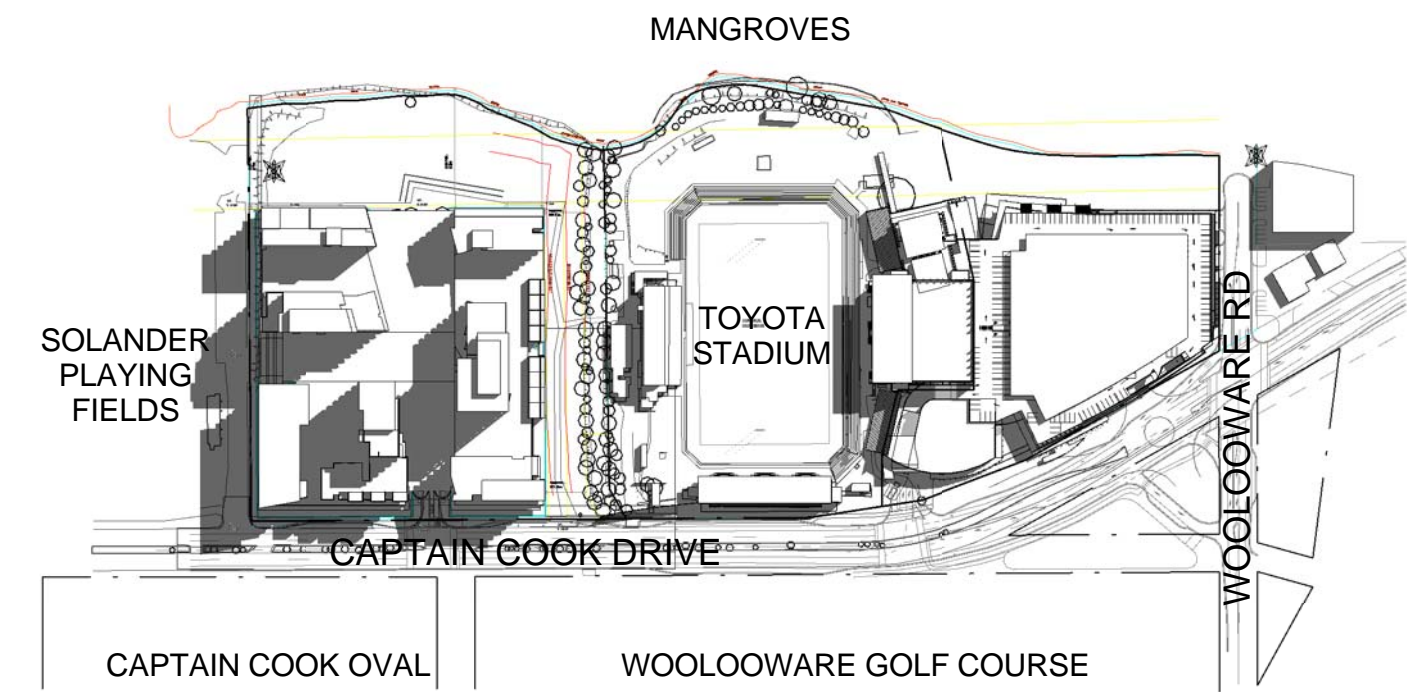 MANGROVES
SOLANDER
PLAYING
FIELDS
TOYOTA
STADIUM
WOOLOOWARE RD
CAPTAIN COOK DRIVE
CAPTAIN COOK OVAL
WOOLOOWARE GOLF COURSE